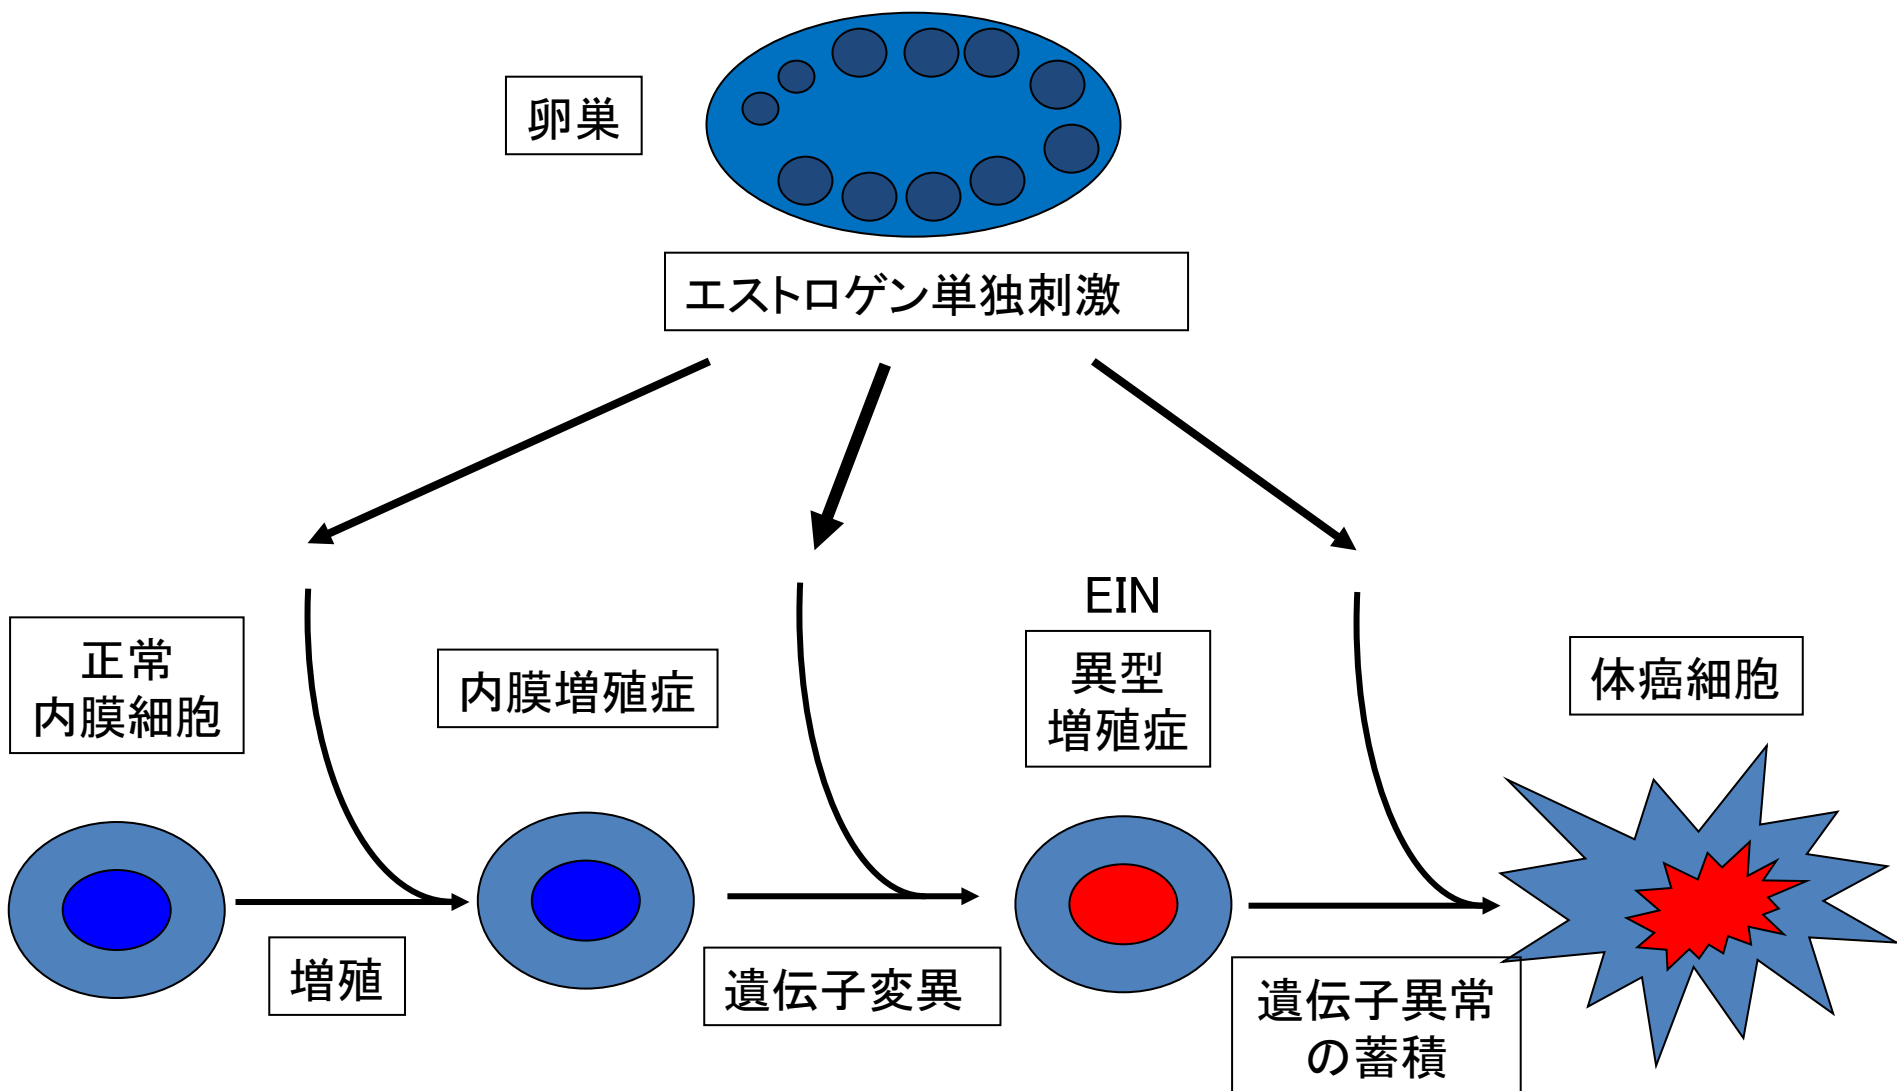 卵巣
エストロゲン単独刺激
正常
内膜細胞
内膜増殖症
EIN
異型
増殖症
体癌細胞
増殖
遺伝子変異
遺伝子異常
の蓄積